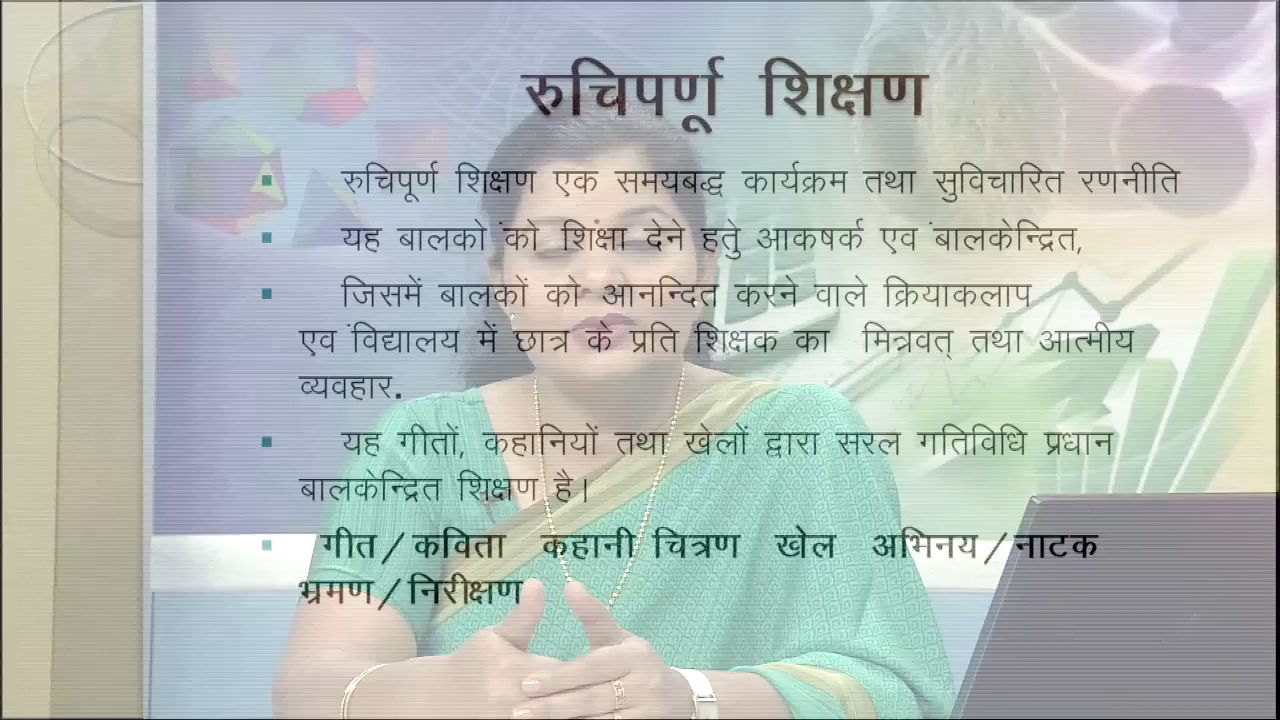 रुचिपर्णू शिक्षण
▪ रुचिपूर्ण शिक्षण एक समयबद्ध कार्यक्रम तथा सुविचारित रणनीति
▪ यह बालको ंको शिक्षा देने हतेु आकषर्क एव ंबालकेन्द्रित,
▪ जिसमें बालकों को आनन्दित करने वाले क्रियाकलाप
एव ंविद्यालय में छात्र के प्रति शिक्षक का मित्रवत् तथा आत्मीय
व्यवहार.
▪ यह गीतों, कहानियों तथा खेलों द्वारा सरल गतिविधि प्रधान
बालकेन्द्रित शिक्षण है।
▪ गीत/कविता कहानी चित्रण खेल अभिनय/नाटक
भ्रमण/निरीक्षण